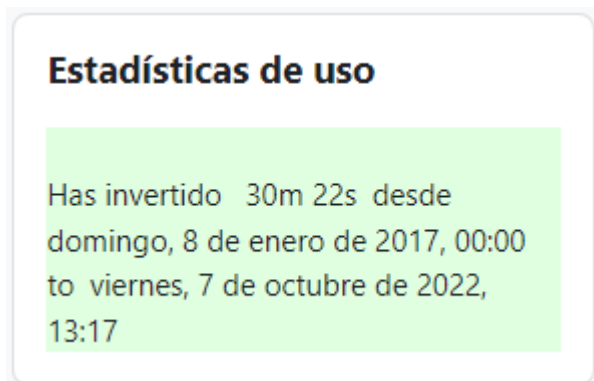 Estadísticas de uso
Has invertido 30m 22s desde
domingo, 8 de enero de 2017, 00:00
to viernes, 7 de octubre de 2022,
13:17